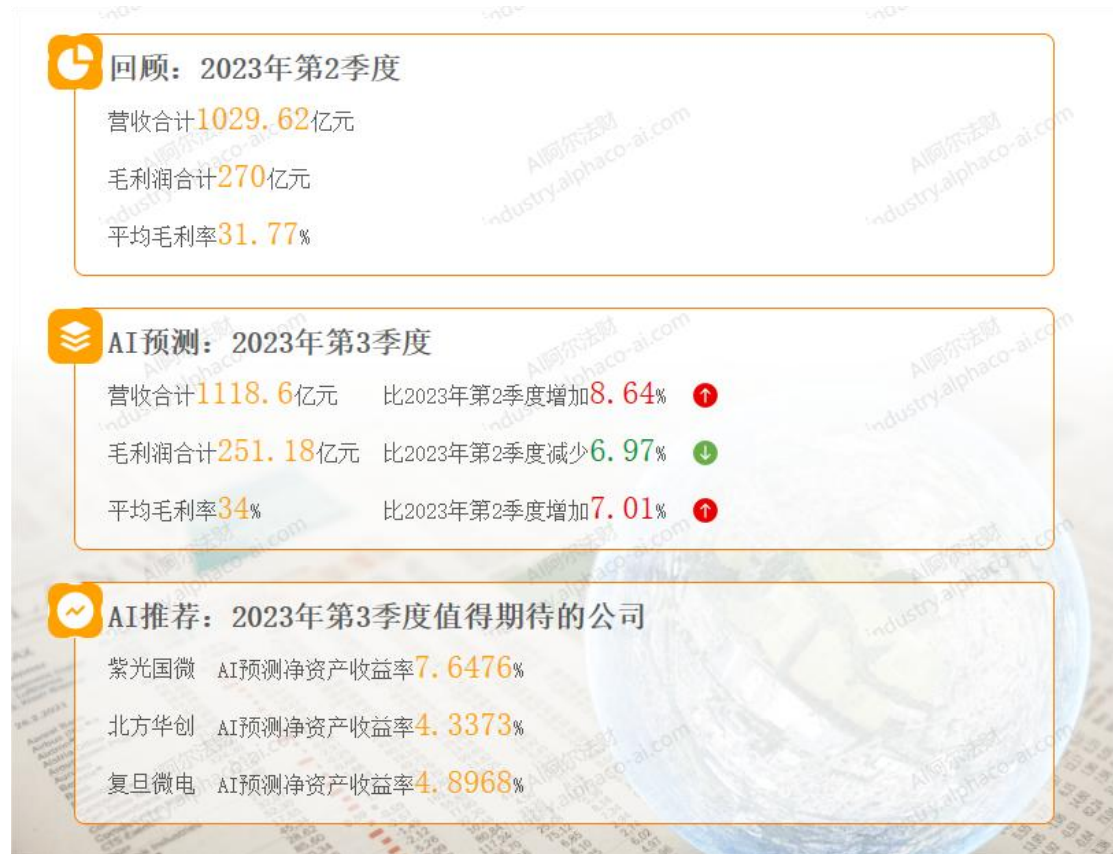 回顾：2023年第2季度
营收合计1029.62亿元
毛利润合计270亿元
平均毛利率31.77%
AI预测：2023年第3季度
营收合计1118.6亿元 比2023年第2季度增加8.64%
毛利润合计251.18亿元 比2023年第2季度减少6.97%
平均毛利率34% 比2023年第2季度增加7.01%
AI推荐：2023年第3季度值得期待的公司
紫光国微 AI预测净资产收益率7.6476%
北方华创 AI预测净资产收益率4.3373%
复旦微电 AI预测净资产收益率4.8968%
AI阿尔法财
industry.alphaco-ai.com